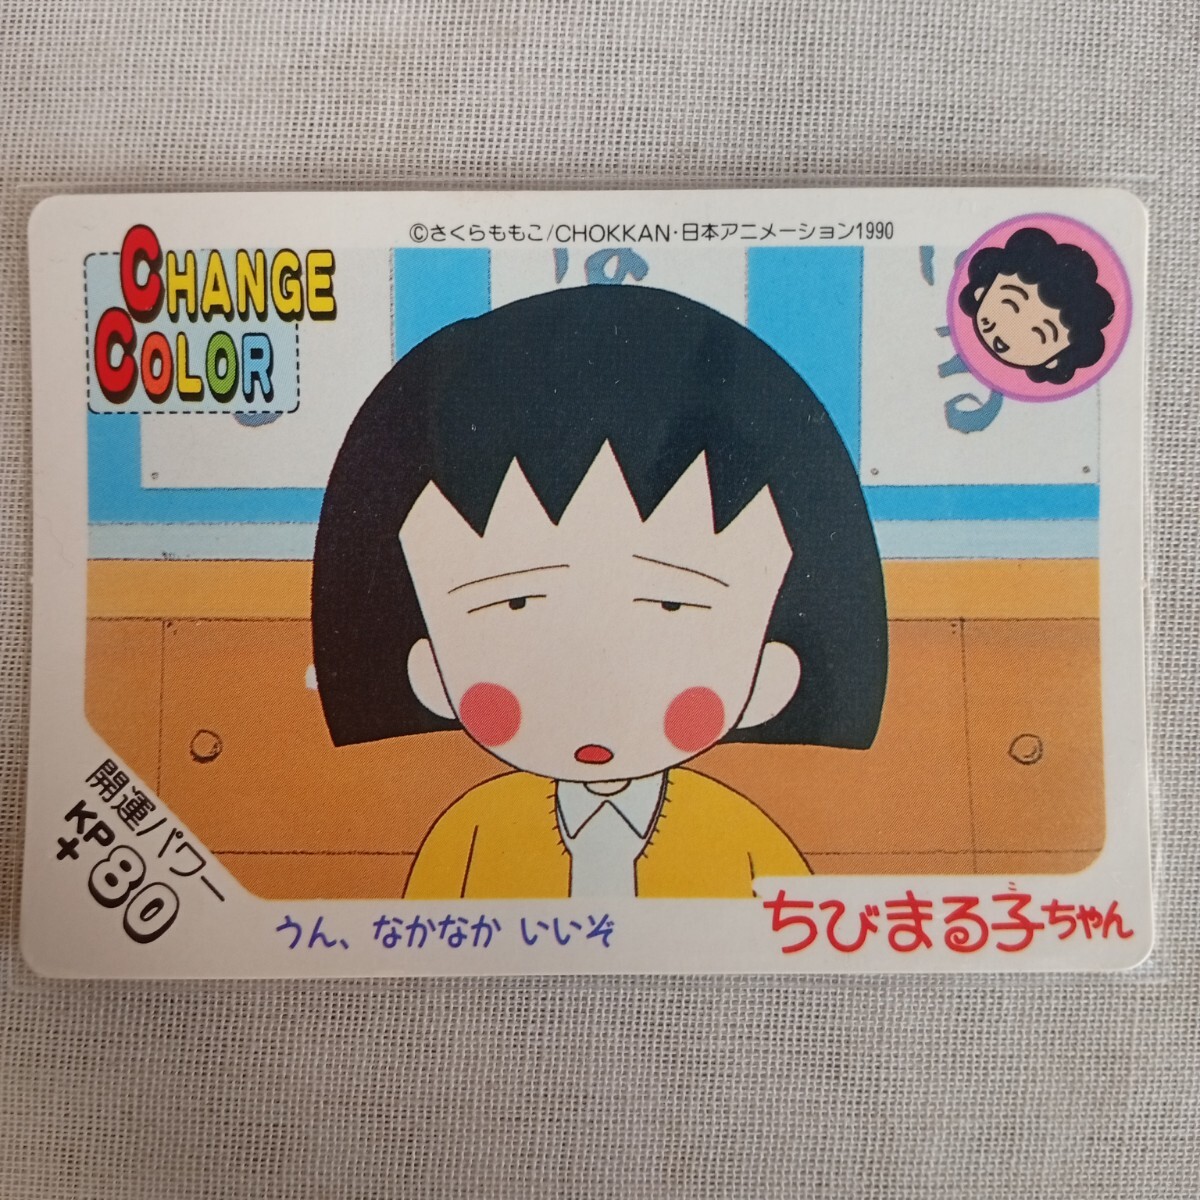 ©さくらももこ/CHOKKAN・日本アニメーション1990
CHANGE
COLOR
開運パワー
KP
+80
うん、なかなか いいぞ
ちびまる子ちゃん